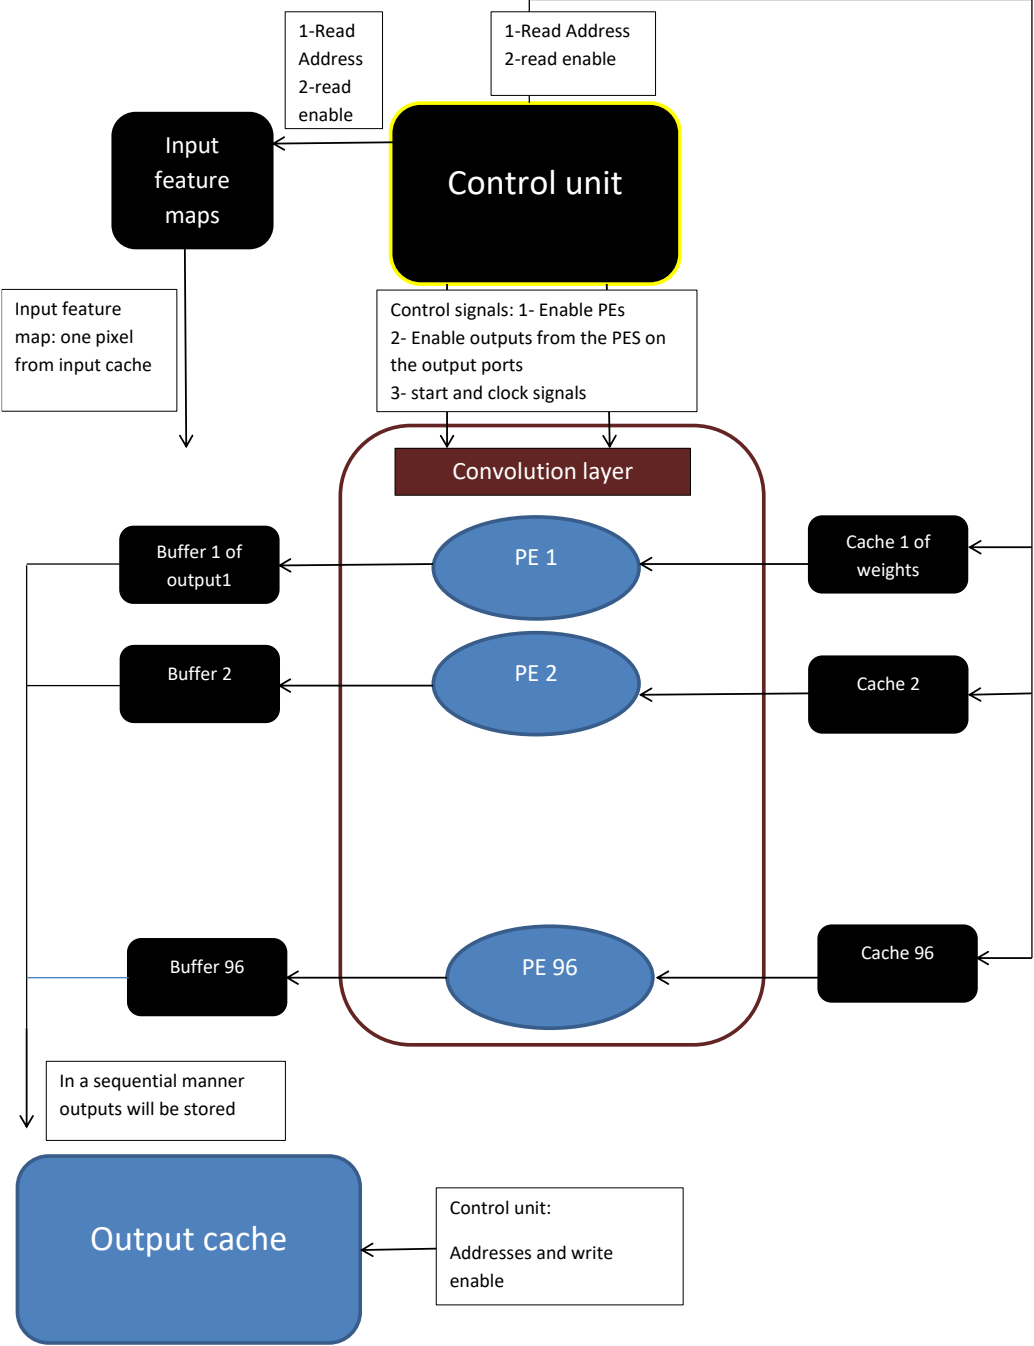 1-Read
Address
2-read
enable
1-Read Address
2-read enable
Input
feature
maps
Control unit
Input feature
map: one pixel
from input cache
Control signals: 1- Enable PEs
2- Enable outputs from the PES on
the output ports
3- start and clock signals
Convolution layer
Buffer 1 of
output1
PE 1
Cache 1 of
weights
Buffer 2
PE 2
Cache 2
Buffer 96
PE 96
Cache 96
In a sequential manner
outputs will be stored
Output cache
Control unit:
Addresses and write
enable